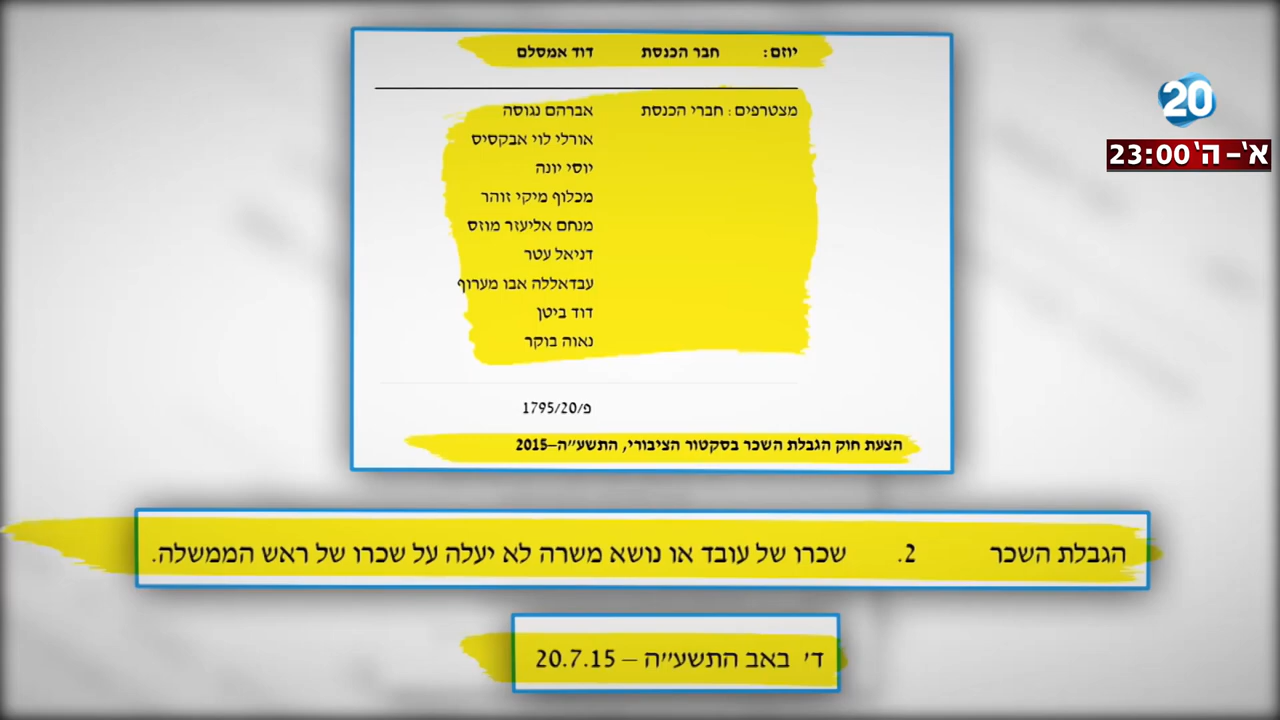 יוזם: חבר הכנסת דוד אמסלם
מצטרפים: חברי הכנסת אברהם נגוסה
אורלי לוי אבקסיס
יוסי יונה
מכלוף מיקי זוהר
מנחם אליעזר מוזס
דניאל עטר
עבדאללה אבו מערוף
דוד ביטן
נאוה בוקר
פ/1795/20
הצעת חוק הגבלת השכר בסקטור הציבורי, התשע״ה–2015
הגבלת השכר 2. שכרו של עובד או נושא משרה לא יעלה על שכרו של ראש הממשלה.
ד׳ באב התשע״ה – 20.7.15
20
א׳–ה׳ 23:00